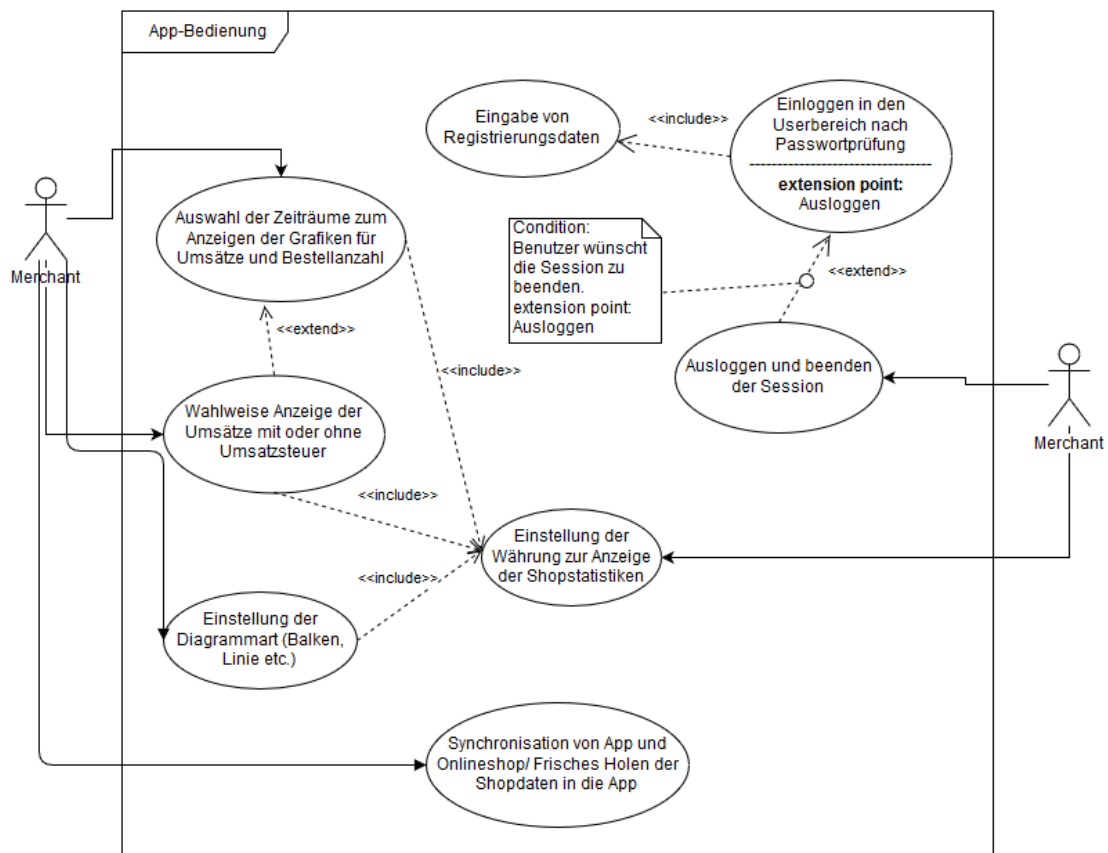 App-Bedienung
Eingabe von
Registrierungsdaten
<<include>>
Einloggen in den
Userbereich nach
Passwortprüfung
extension point:
Ausloggen
Merchant
Auswahl der Zeiträume zum
Anzeigen der Grafiken für
Umsätze und Bestellanzahl
Condition:
Benutzer wünscht
die Session zu
beenden.
extension point:
Ausloggen
<<extend>>
<<extend>>
<<include>>
Ausloggen und beenden
der Session
Merchant
Wahlweise Anzeige der
Umsätze mit oder ohne
Umsatzsteuer
<<include>>
Einstellung der
Währung zur Anzeige
der Shopstatistiken
<<include>>
Einstellung der
Diagrammart (Balken,
Linie etc.)
Synchronisation von App und
Onlineshop/ Frisches Holen der
Shopdaten in die App